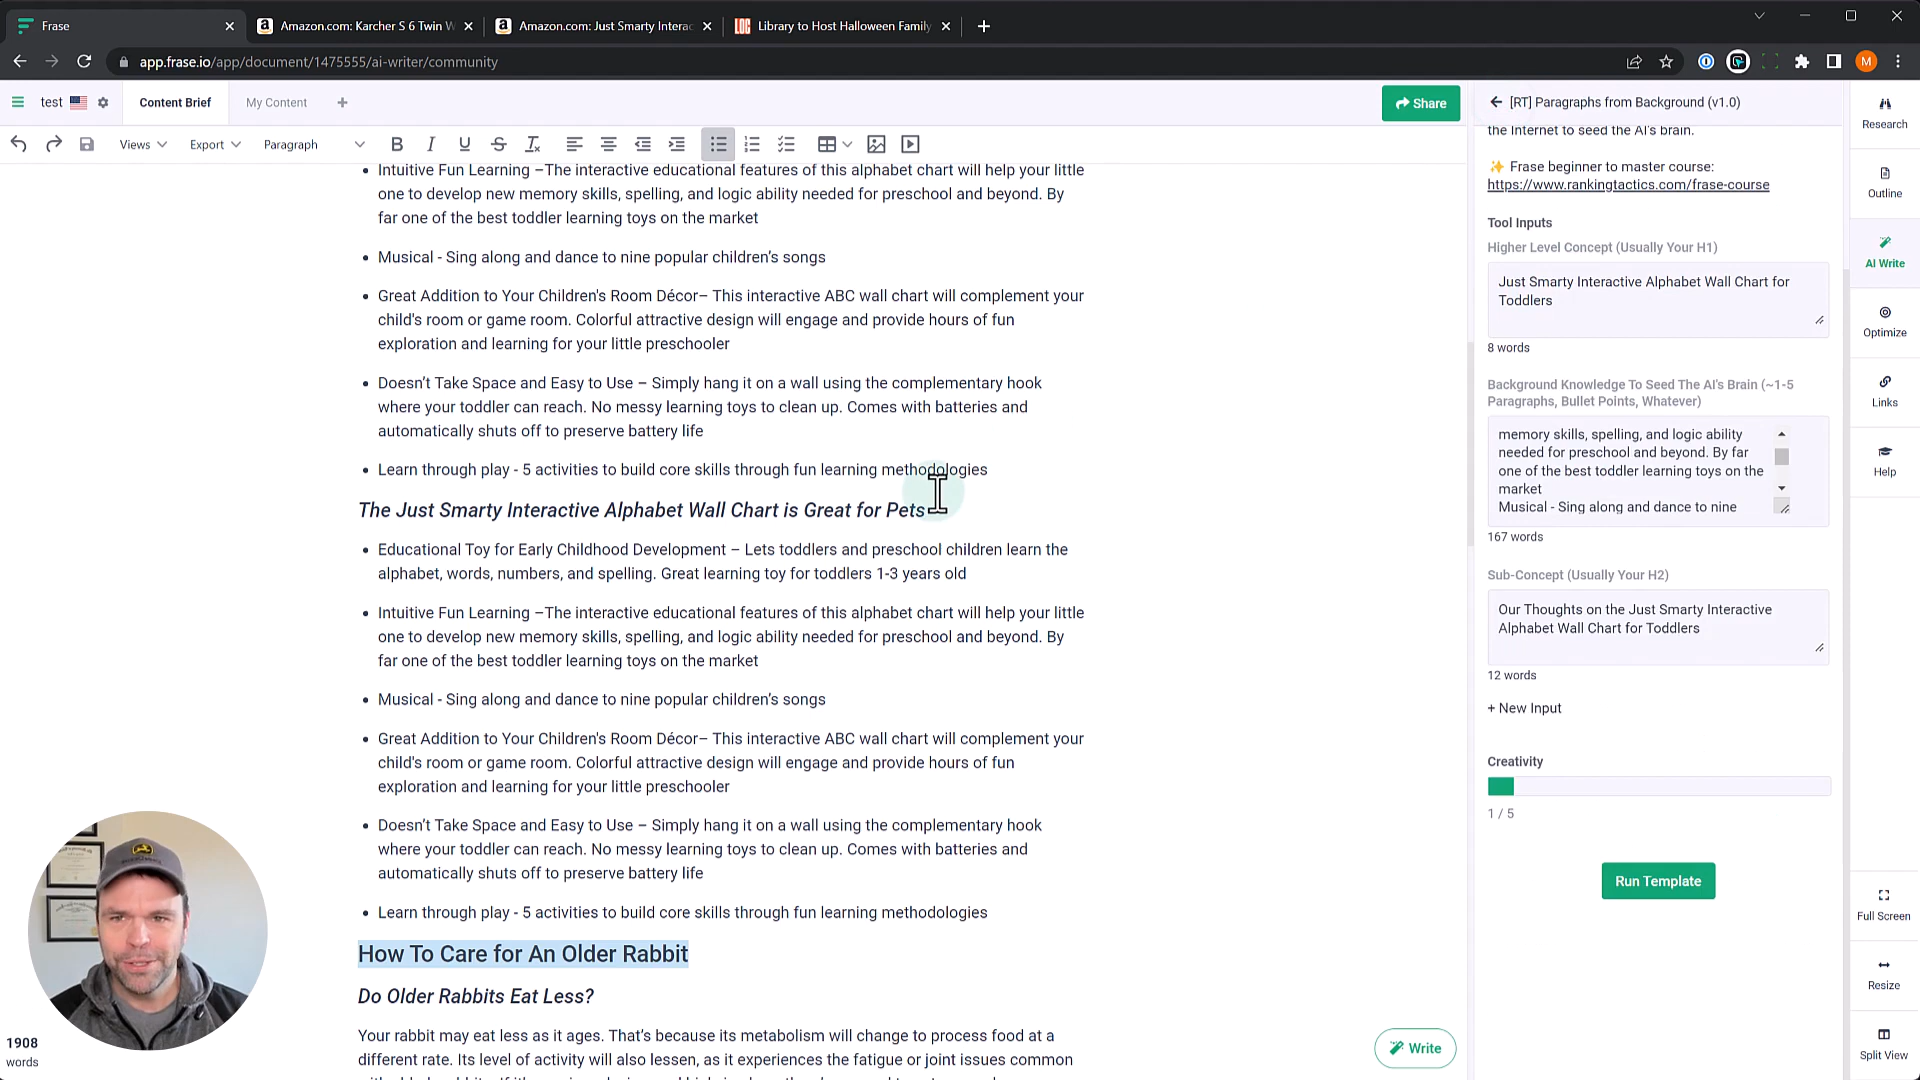 Frase
Amazon.com: Karcher S 6 Twin W
Amazon.com: Just Smarty Interac
LOC Library to Host Halloween Family
app.frase.io/app/document/1475555/ai-writer/community
M
test
Content Brief
My Content
Share
Views
Export
Paragraph
B I U S
Intuitive Fun Learning –The interactive educational features of this alphabet chart will help your little
one to develop new memory skills, spelling, and logic ability needed for preschool and beyond. By
far one of the best toddler learning toys on the market
Musical - Sing along and dance to nine popular children's songs
Great Addition to Your Children's Room Décor– This interactive ABC wall chart will complement your
child's room or game room. Colorful attractive design will engage and provide hours of fun
exploration and learning for your little preschooler
Doesn't Take Space and Easy to Use – Simply hang it on a wall using the complementary hook
where your toddler can reach. No messy learning toys to clean up. Comes with batteries and
automatically shuts off to preserve battery life
Learn through play - 5 activities to build core skills through fun learning methodologies
The Just Smarty Interactive Alphabet Wall Chart is Great for Pets
Educational Toy for Early Childhood Development – Lets toddlers and preschool children learn the
alphabet, words, numbers, and spelling. Great learning toy for toddlers 1-3 years old
Intuitive Fun Learning –The interactive educational features of this alphabet chart will help your little
one to develop new memory skills, spelling, and logic ability needed for preschool and beyond. By
far one of the best toddler learning toys on the market
Musical - Sing along and dance to nine popular children's songs
Great Addition to Your Children's Room Décor– This interactive ABC wall chart will complement your
child's room or game room. Colorful attractive design will engage and provide hours of fun
exploration and learning for your little preschooler
Doesn't Take Space and Easy to Use – Simply hang it on a wall using the complementary hook
where your toddler can reach. No messy learning toys to clean up. Comes with batteries and
automatically shuts off to preserve battery life
Learn through play - 5 activities to build core skills through fun learning methodologies
How To Care for An Older Rabbit
Do Older Rabbits Eat Less?
Your rabbit may eat less as it ages. That's because its metabolism will change to process food at a
different rate. Its level of activity will also lessen, as it experiences the fatigue or joint issues common
1908
words
Write
[RT] Paragraphs from Background (v1.0)
the Internet to seed the AI's brain.
✨ Frase beginner to master course:
https://www.rankingtactics.com/frase-course
Tool Inputs
Higher Level Concept (Usually Your H1)
Just Smarty Interactive Alphabet Wall Chart for
Toddlers
8 words
Background Knowledge To Seed The AI's Brain (~1-5
Paragraphs, Bullet Points, Whatever)
memory skills, spelling, and logic ability
needed for preschool and beyond. By far
one of the best toddler learning toys on the
market
Musical - Sing along and dance to nine
167 words
Sub-Concept (Usually Your H2)
Our Thoughts on the Just Smarty Interactive
Alphabet Wall Chart for Toddlers
12 words
+ New Input
Creativity
1 / 5
Run Template
Research
Outline
AI Write
Optimize
Links
Help
Full Screen
Resize
Split View